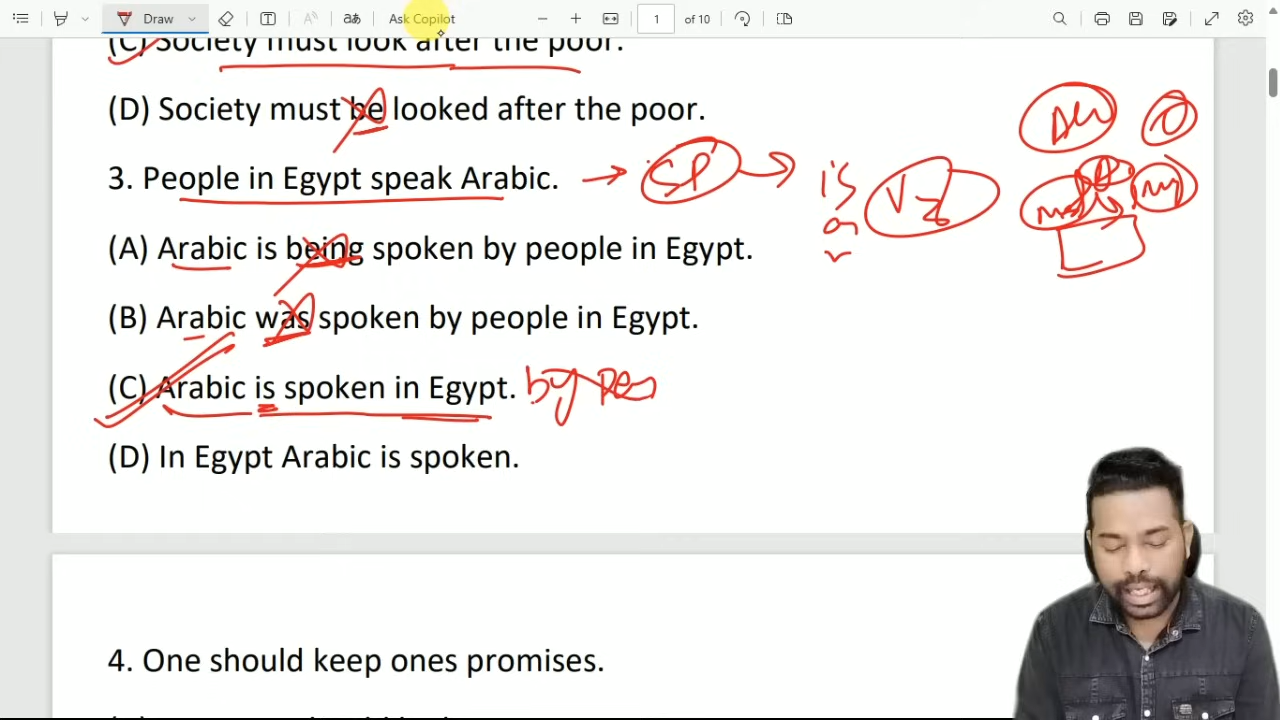 Draw
Ask Copilot
1 of 10
(C) Society must look after the poor.
(D) Society must be looked after the poor.
3. People in Egypt speak Arabic. → SP → is V3
(A) Arabic is being spoken by people in Egypt.
(B) Arabic was spoken by people in Egypt.
(C) Arabic is spoken in Egypt. by
(D) In Egypt Arabic is spoken.
4. One should keep ones promises.